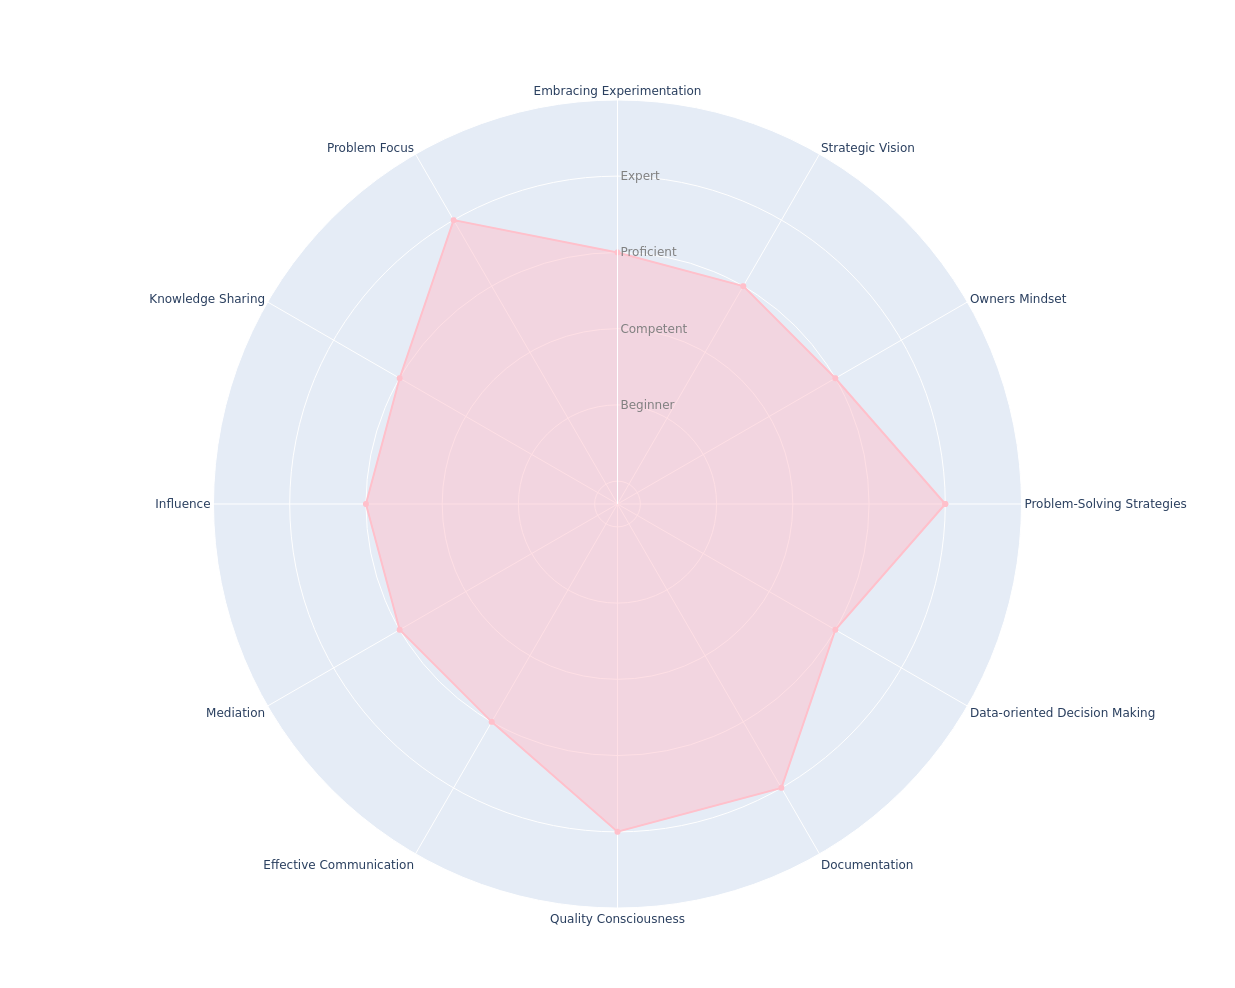 Embracing Experimentation
Problem Focus
Strategic Vision
Expert
Proficient
Knowledge Sharing
Owners Mindset
Competent
Beginner
Influence
Problem-Solving Strategies
Mediation
Data-oriented Decision Making
Effective Communication
Documentation
Quality Consciousness